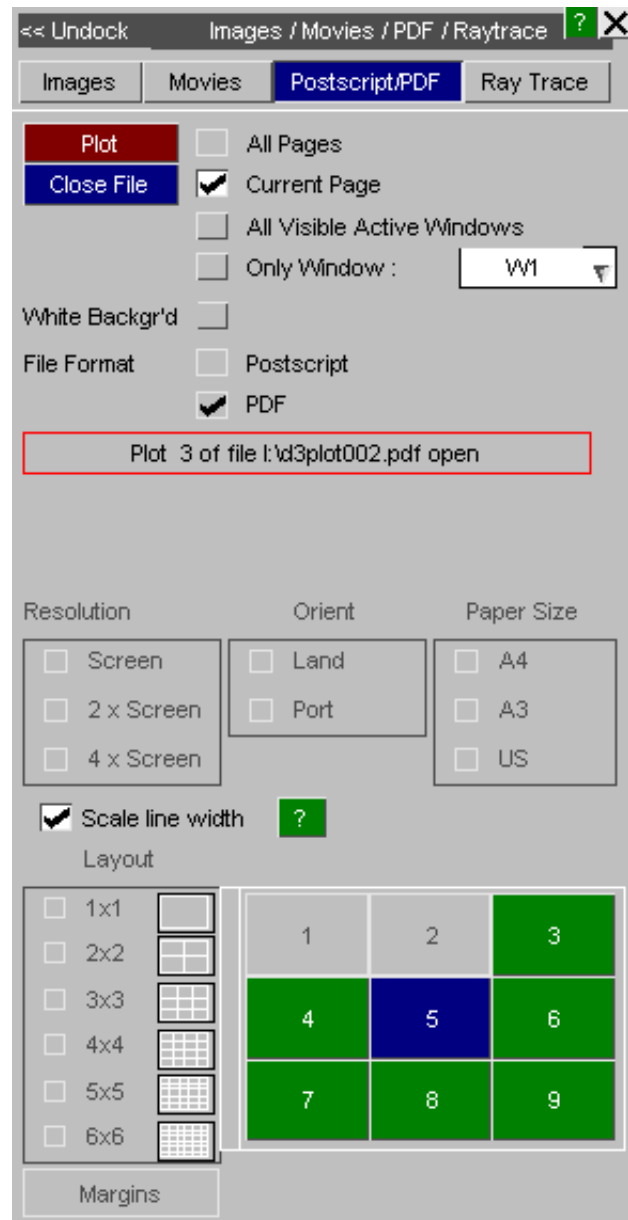 << Undock Images / Movies / PDF / Raytrace ? X
Images Movies Postscript/PDF Ray Trace
Plot All Pages
Close File Current Page
All Visible Active Windows
Only Window : W1
White Backgr'd
File Format Postscript
PDF
Plot 3 of file I:\d3plot002.pdf open
Resolution Orient Paper Size
Screen Land A4
2 x Screen Port A3
4 x Screen US
Scale line width ?
Layout
1x1
2x2
3x3
4x4
5x5
6x6
1 2 3
4 5 6
7 8 9
Margins